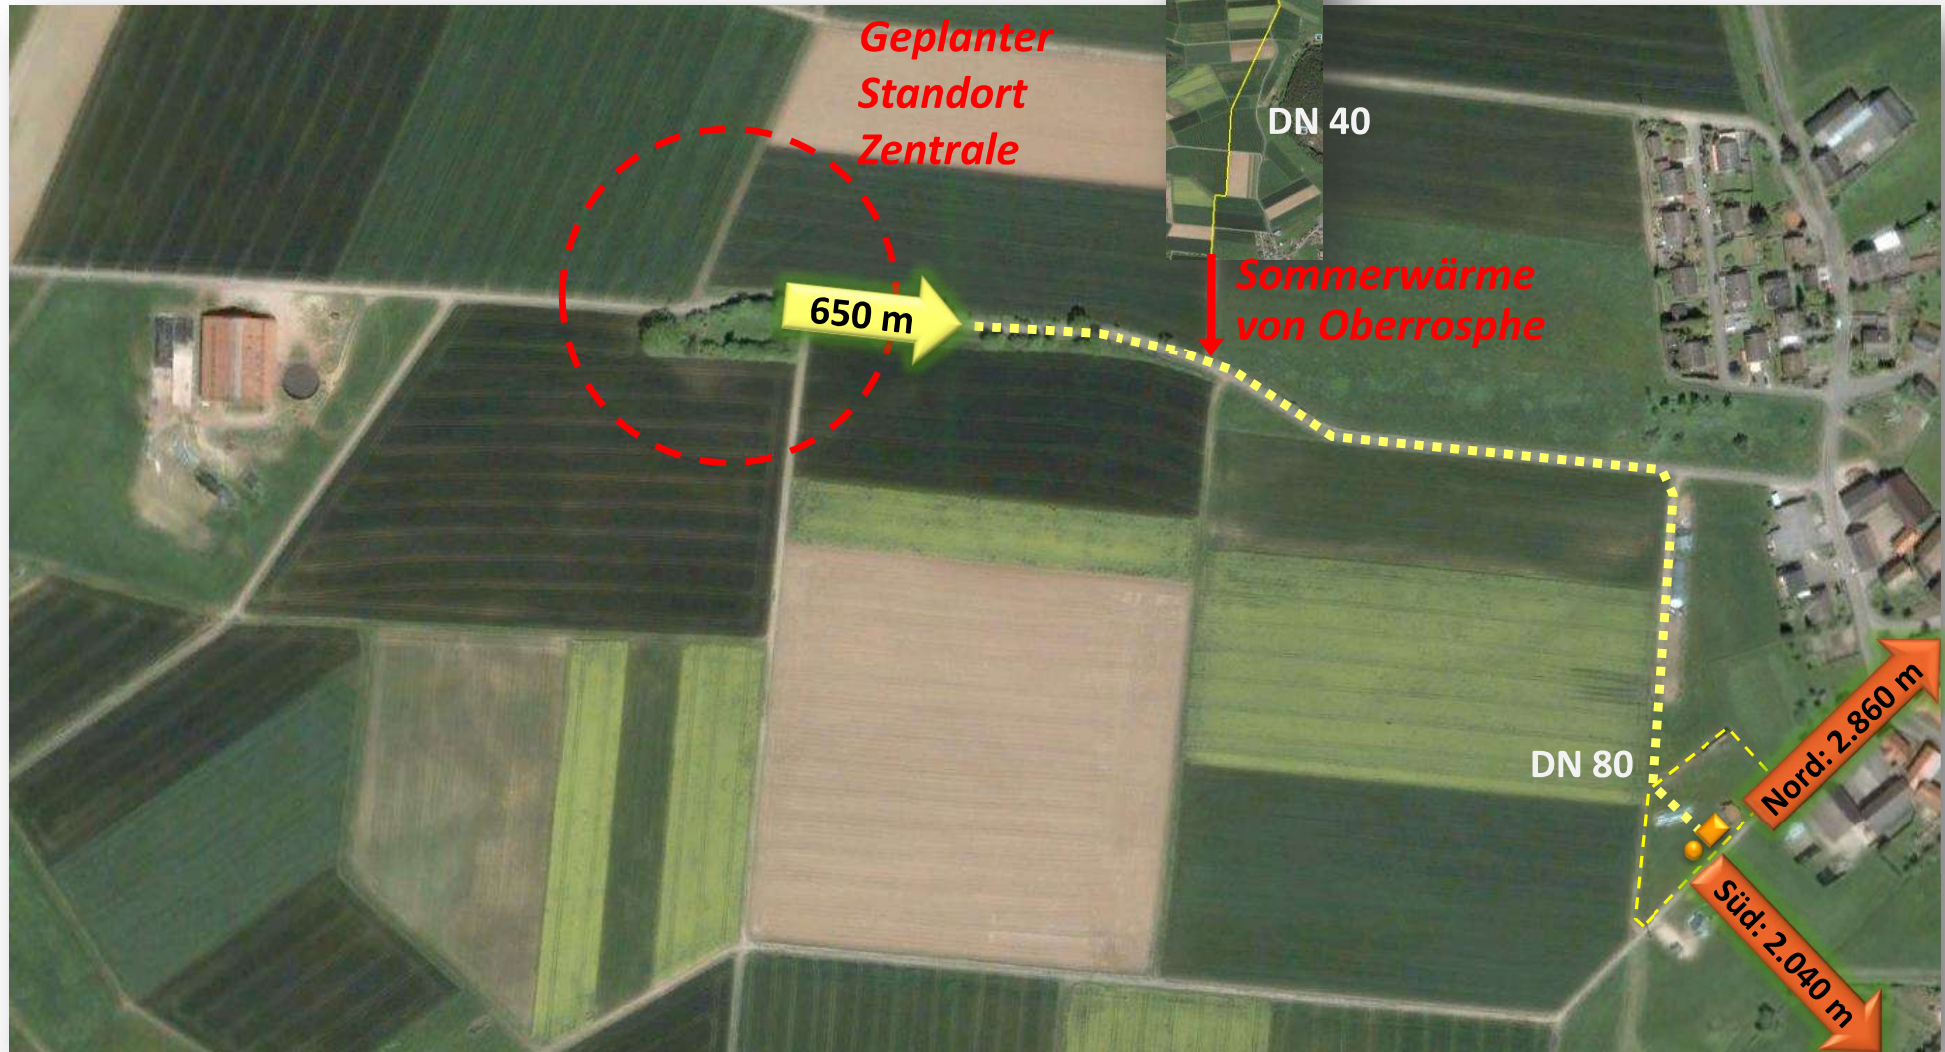 Geplanter
Standort
Zentrale
DN 40
650 m
Sommerwärme
von Oberrosphe
DN 80
Nord: 2.860 m
Süd: 2.040 m